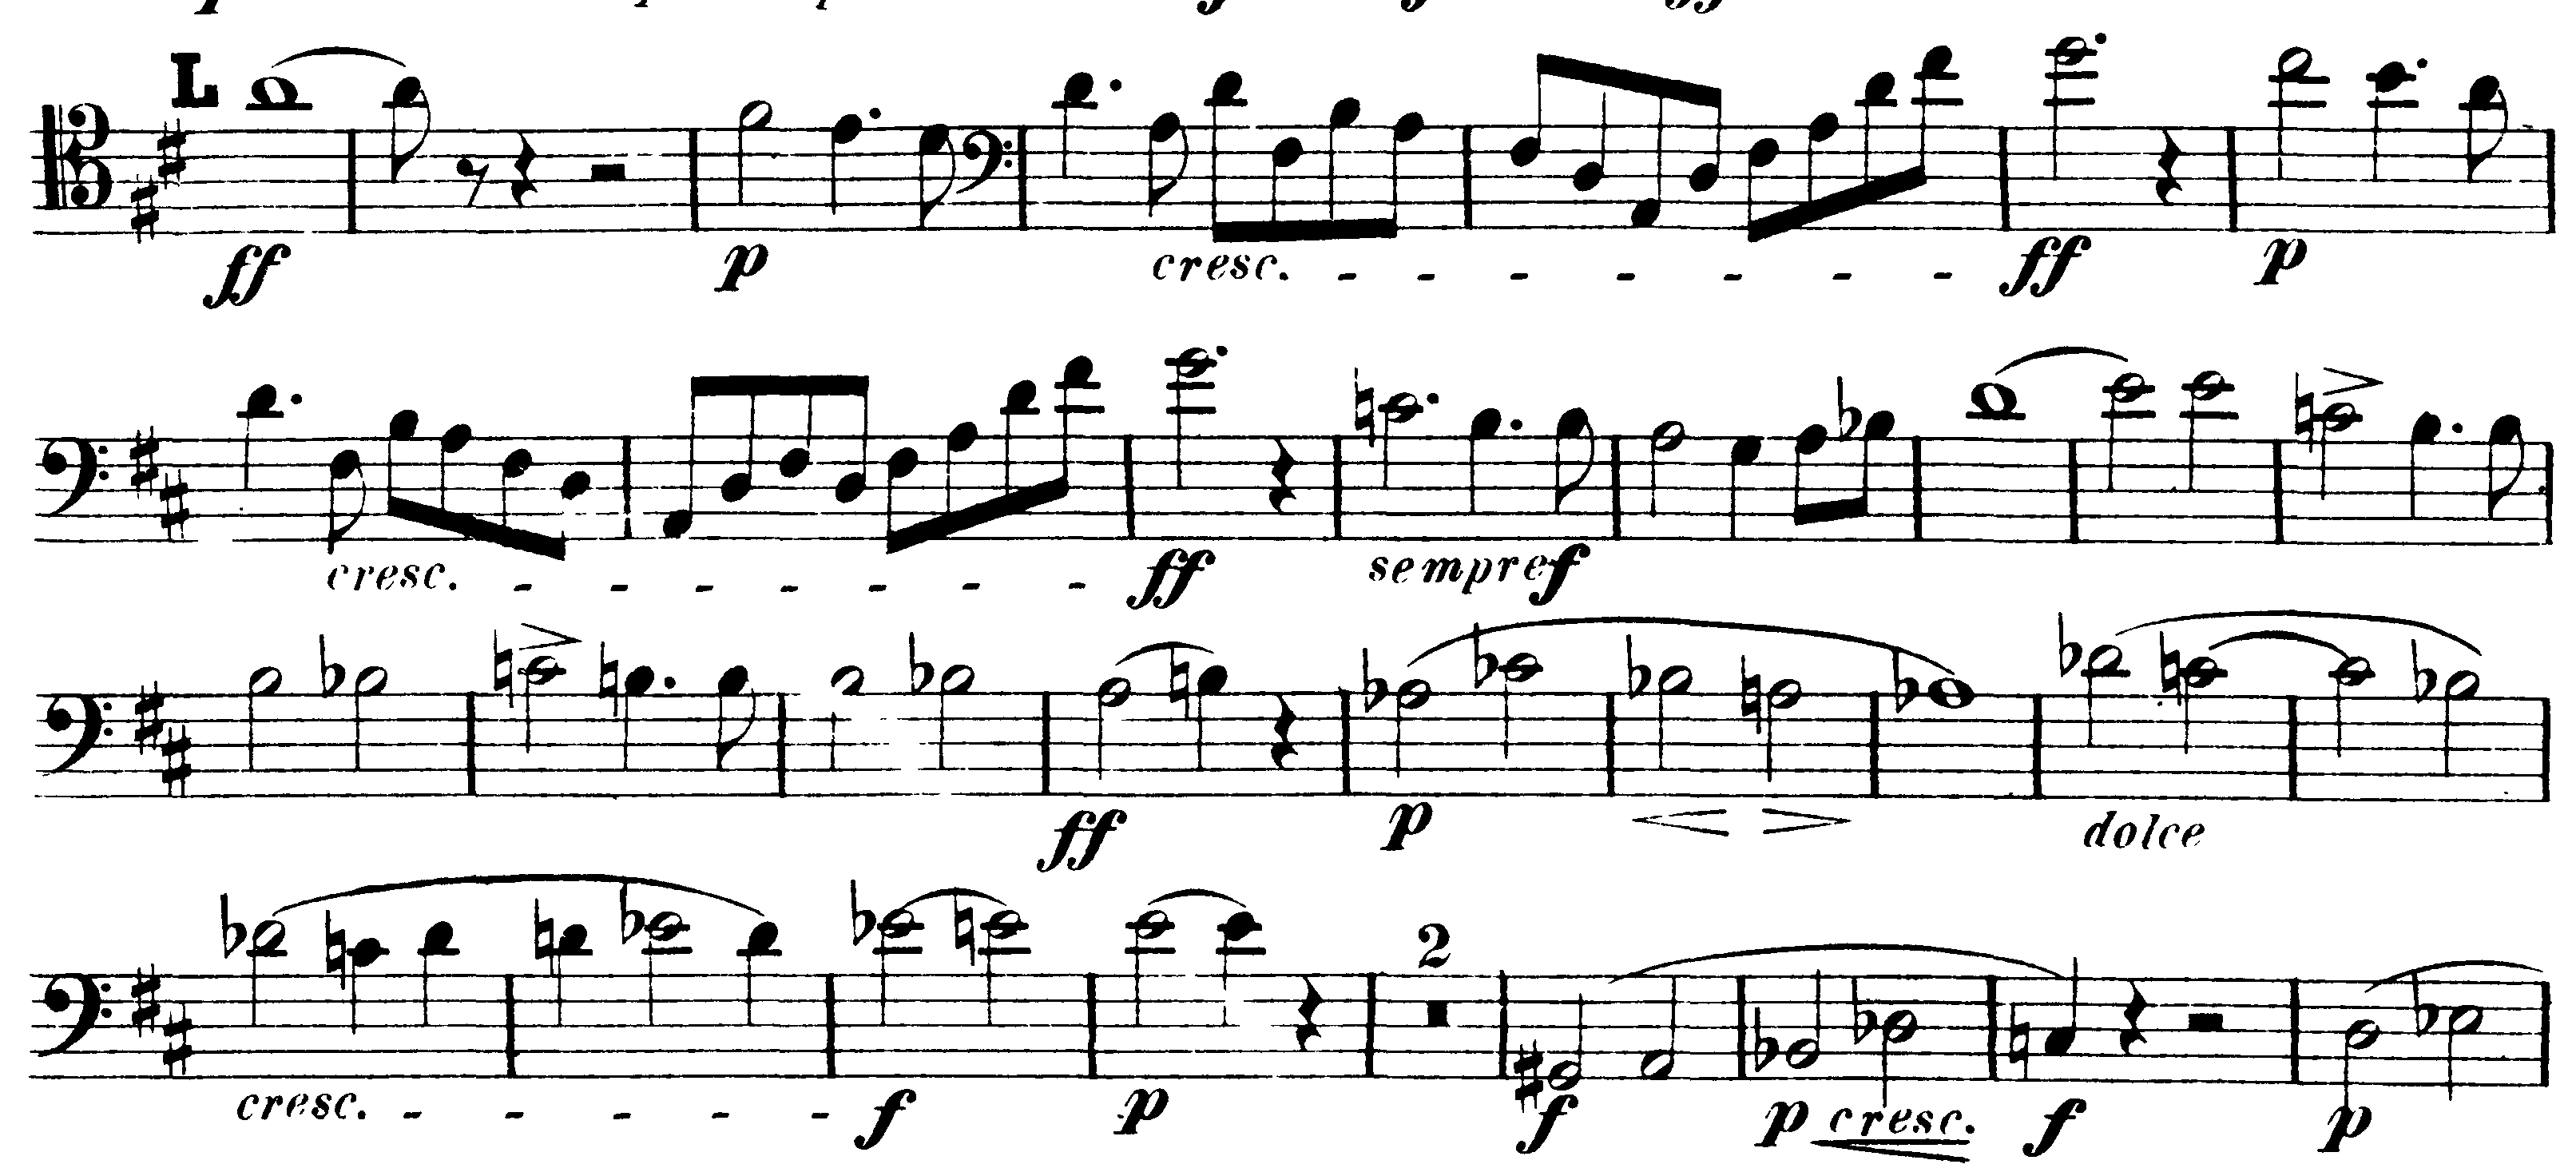 L
ff p cresc. ff p
cresc. ff sempre f
ff p dolce
2
cresc. f p f p cresc. f p